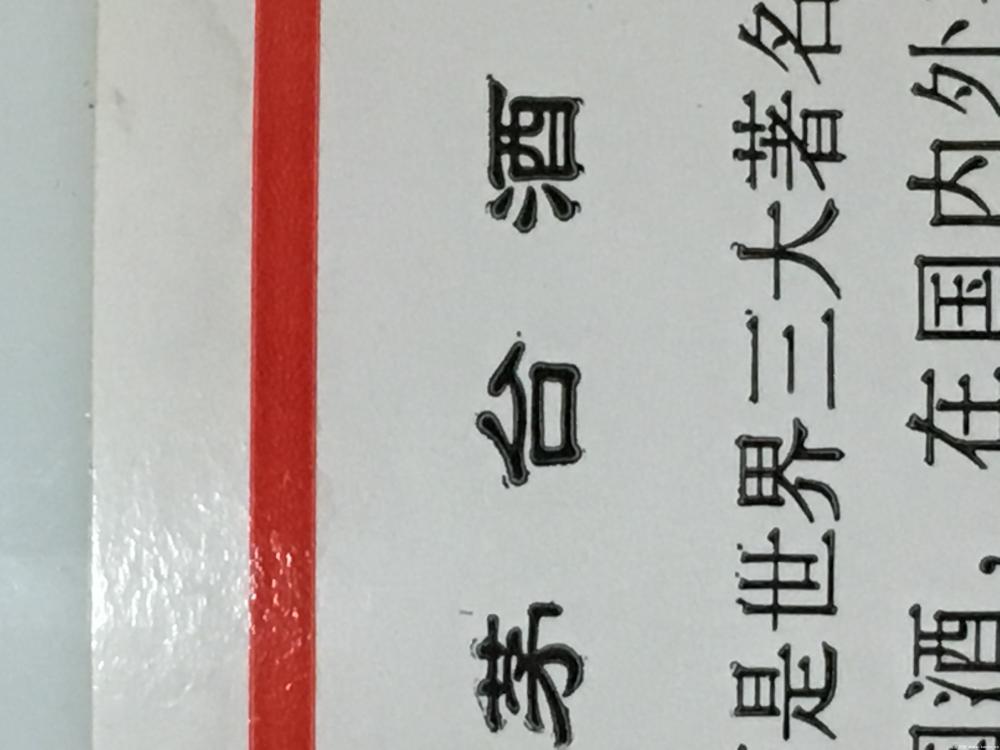 茅台酒
是世界三大著名
酒，在国内外